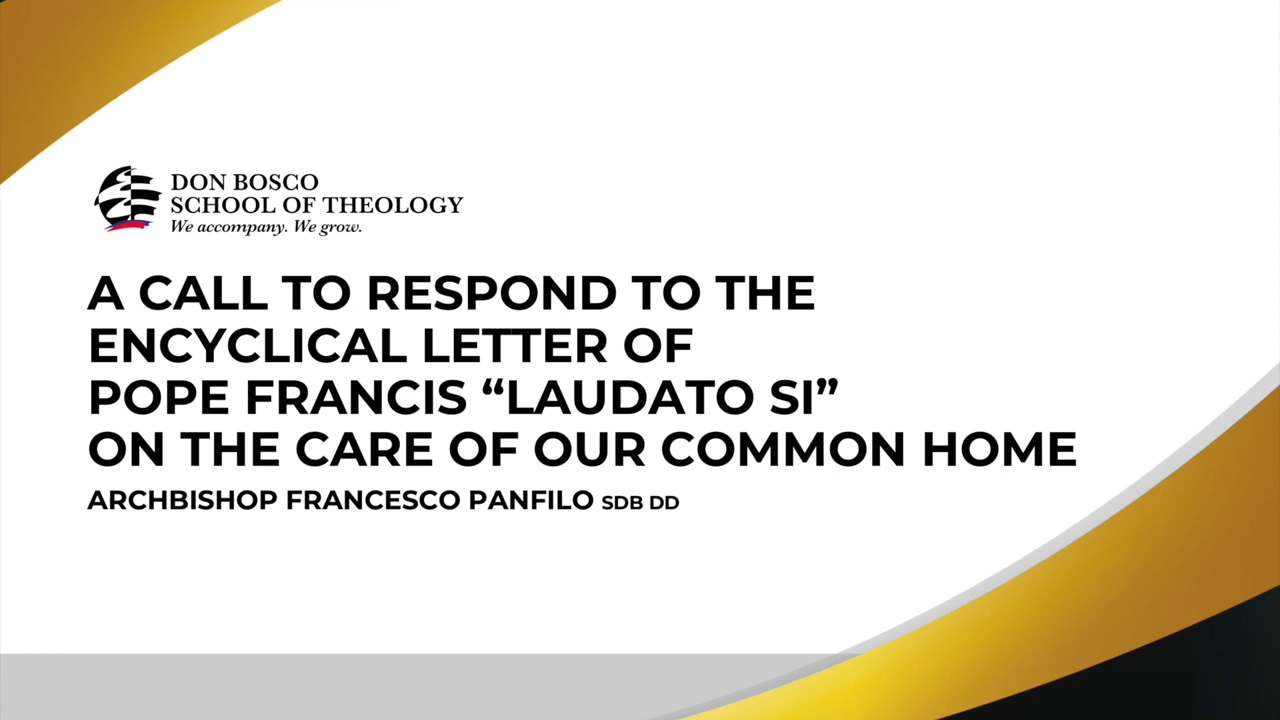 DON BOSCO
SCHOOL OF THEOLOGY
We accompany. We grow.
A CALL TO RESPOND TO THE
ENCYCLICAL LETTER OF
POPE FRANCIS “LAUDATO SI”
ON THE CARE OF OUR COMMON HOME
ARCHBISHOP FRANCESCO PANFILO SDB DD